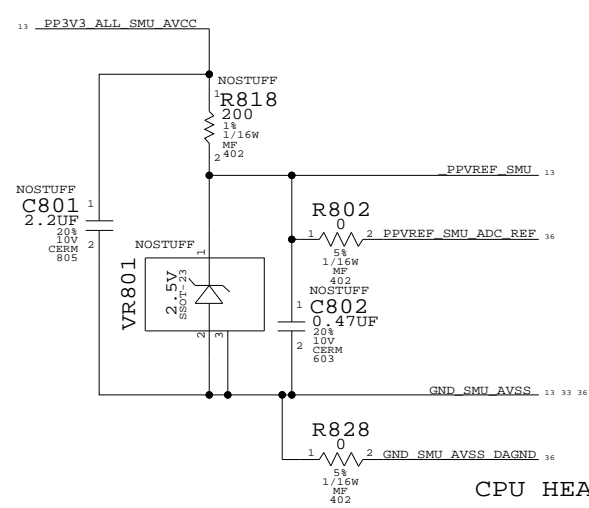 13 PP3V3_ALL_SMU_AVCC
NOSTUFF
1 R818
200
1%
1/16W
MF
2 402
_PPVREF_SMU 13
NOSTUFF
C801 1
2.2UF
20%
10V 2
CERM
805
R802
0
1 2 PPVREF_SMU_ADC_REF 36
5%
1/16W
MF
402
NOSTUFF 1
VR801
2.5V
SSOT-23
2 3
NOSTUFF
1 C802
0.47UF
20%
2 10V
CERM
603
GND_SMU_AVSS 13 33 36
R828
0
1 2 GND_SMU_AVSS_DAGND 36
5%
1/16W
MF
402
CPU HEA